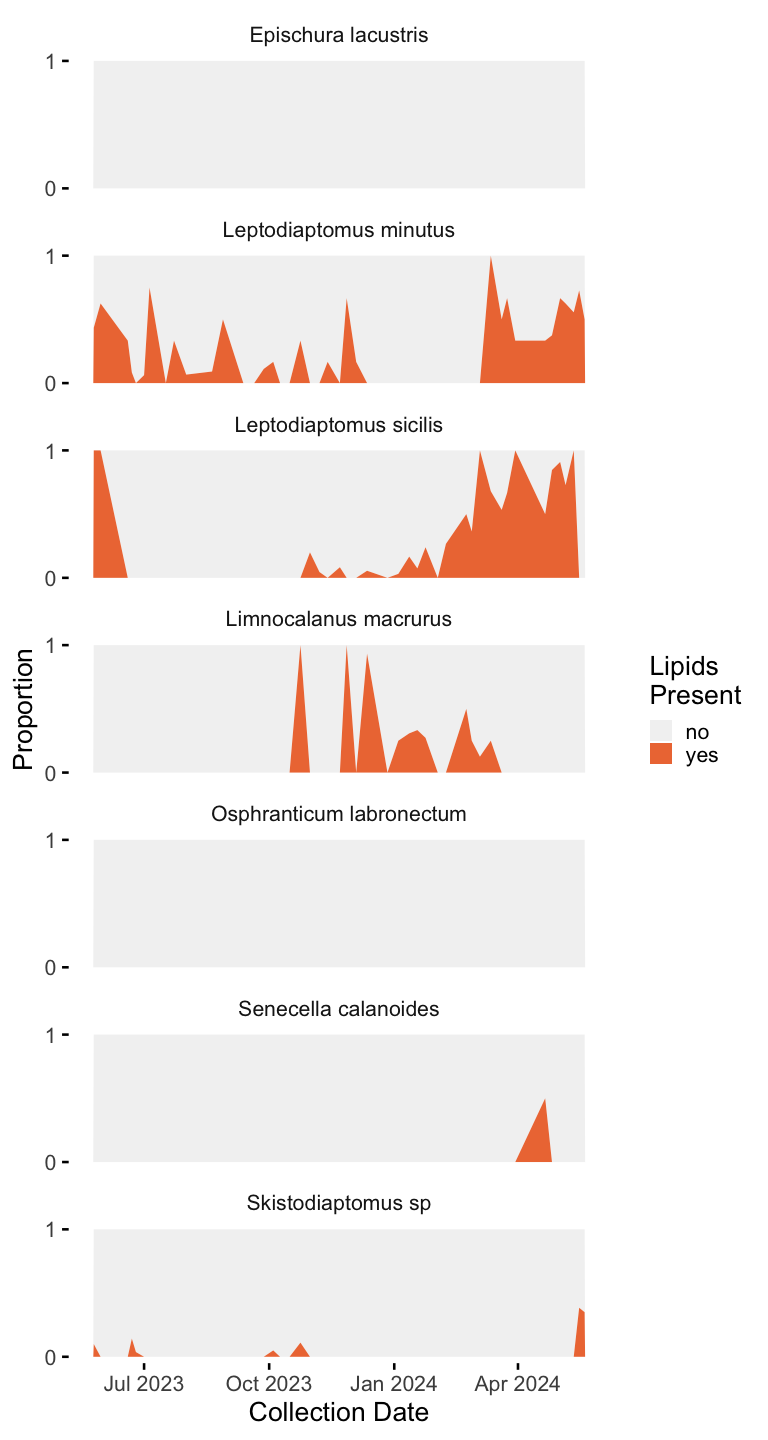 Epischura lacustris
1
0
Leptodiaptomus minutus
1
0
Leptodiaptomus sicilis
1
0
Limnocalanus macrurus
1
0
Osphranticum labronectum
1
0
Senecella calanoides
1
0
Skistodiaptomus sp
1
0
Jul 2023 Oct 2023 Jan 2024 Apr 2024
Collection Date
Proportion
Lipids
Present
no
yes